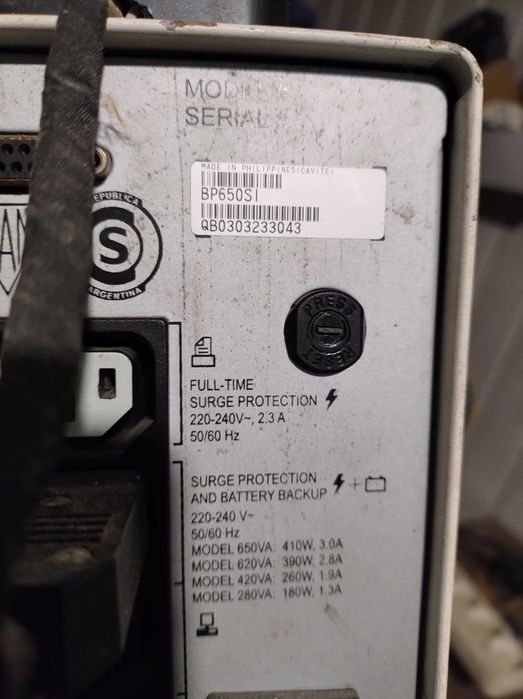 MODEL #
SERIAL #
MADE IN PHILIPPINES(CAVITE)
BP650SI
QB0303233043
REPUBLICA
S
ARGENTINA
PRESS
RESET
FULL-TIME
SURGE PROTECTION
220-240V~, 2.3 A
50/60 Hz
SURGE PROTECTION
AND BATTERY BACKUP
+
220-240 V~
50/60 Hz
MODEL 650VA: 410W, 3.0A
MODEL 620VA: 390W, 2.8A
MODEL 420VA: 260W, 1.9A
MODEL 280VA: 180W, 1.3A